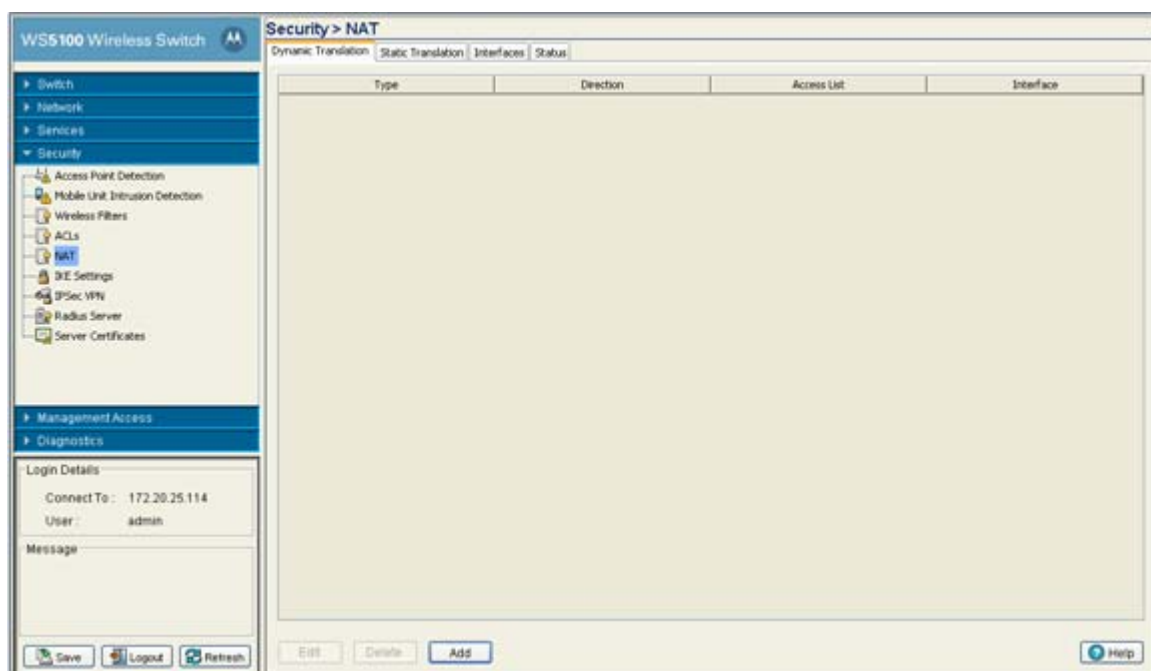 WS5100 Wireless Switch
Security > NAT
Dynamic Translation Static Translation Interfaces Status
Switch
Network
Services
Security
Access Point Detection
Mobile Unit Intrusion Detection
Wireless Filters
ACLs
NAT
IKE Settings
IPSec VPN
Radius Server
Server Certificates
Management Access
Diagnostics
Login Details
Connect To : 172.20.25.114
User : admin
Message
Save Logout Refresh
Type Direction Access List Interface
Edit Delete Add Help